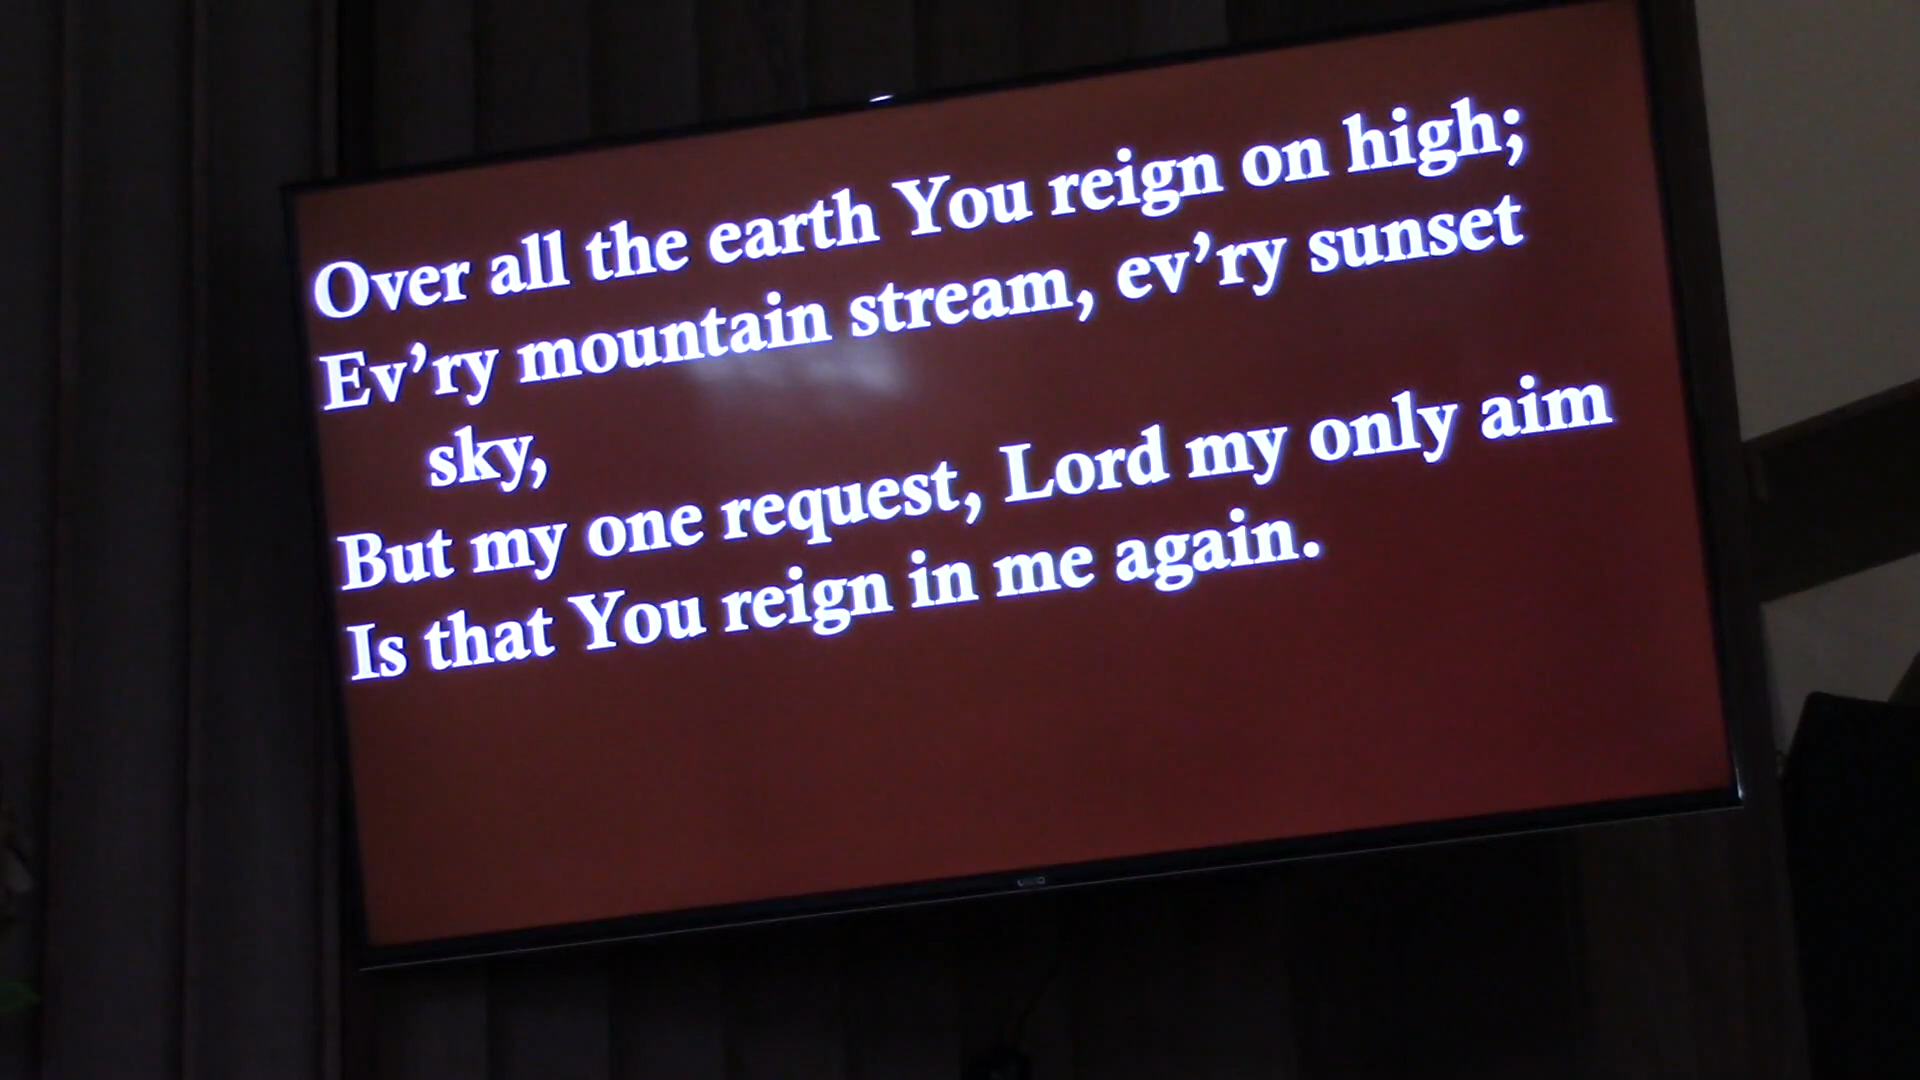 Over all the earth You reign on high;
Ev’ry mountain stream, ev’ry sunset
sky,
But my one request, Lord my only aim
Is that You reign in me again.